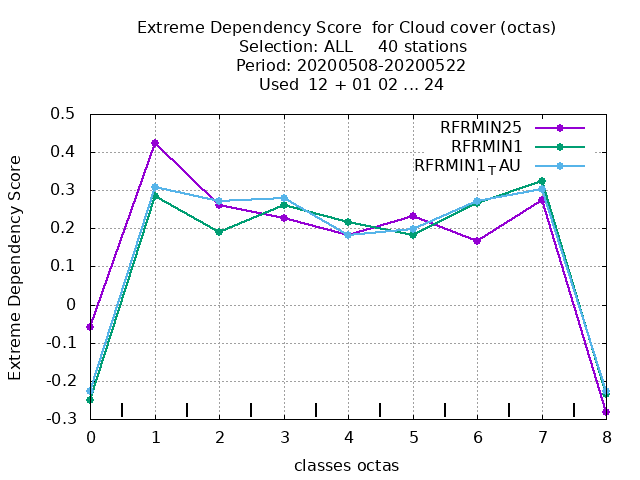 Extreme Dependency Score  for Cloud cover (octas)
Selection: ALL     40 stations
Period: 20200508-20200522
Used  12 + 01 02 ... 24
Extreme Dependency Score
0.5
0.4
0.3
0.2
0.1
0
-0.1
-0.2
-0.3
RFRMIN25
RFRMIN1
RFRMIN1TAU
0 1 2 3 4 5 6 7 8
classes octas